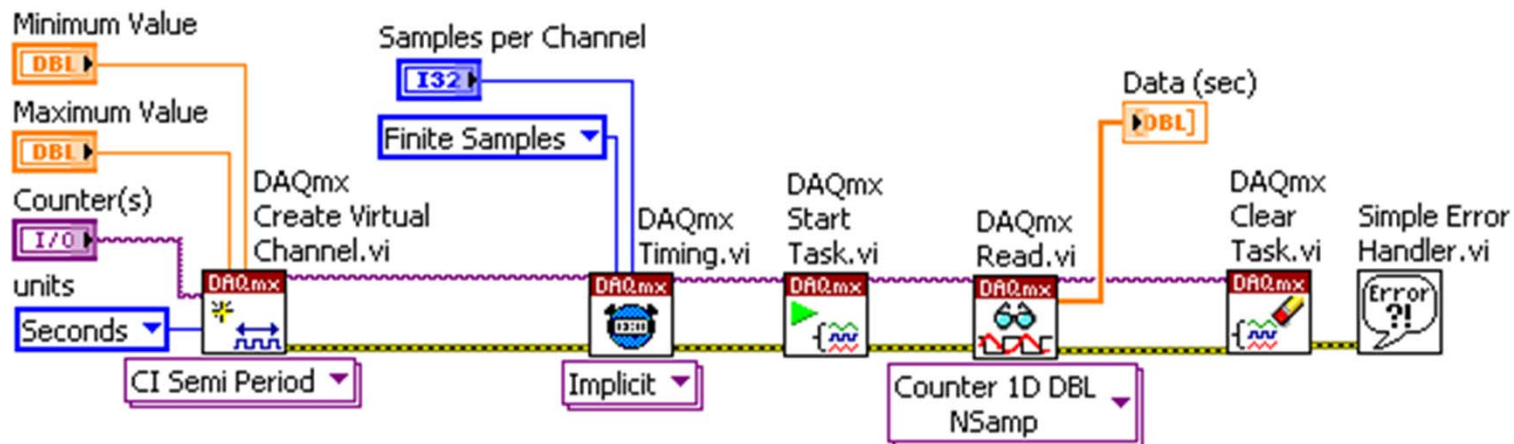 Minimum Value
DBL
Maximum Value
DBL
Counter(s)
I/O
units
Seconds
DAQmx
Create Virtual
Channel.vi
DAQmx
CI Semi Period
Samples per Channel
I32
Finite Samples
DAQmx
Timing.vi
DAQmx
Implicit
DAQmx
Start
Task.vi
DAQmx
DAQmx
Read.vi
DAQmx
Counter 1D DBL
NSamp
Data (sec)
[DBL]
DAQmx
Clear
Task.vi
DAQmx
Simple Error
Handler.vi
Error
?!